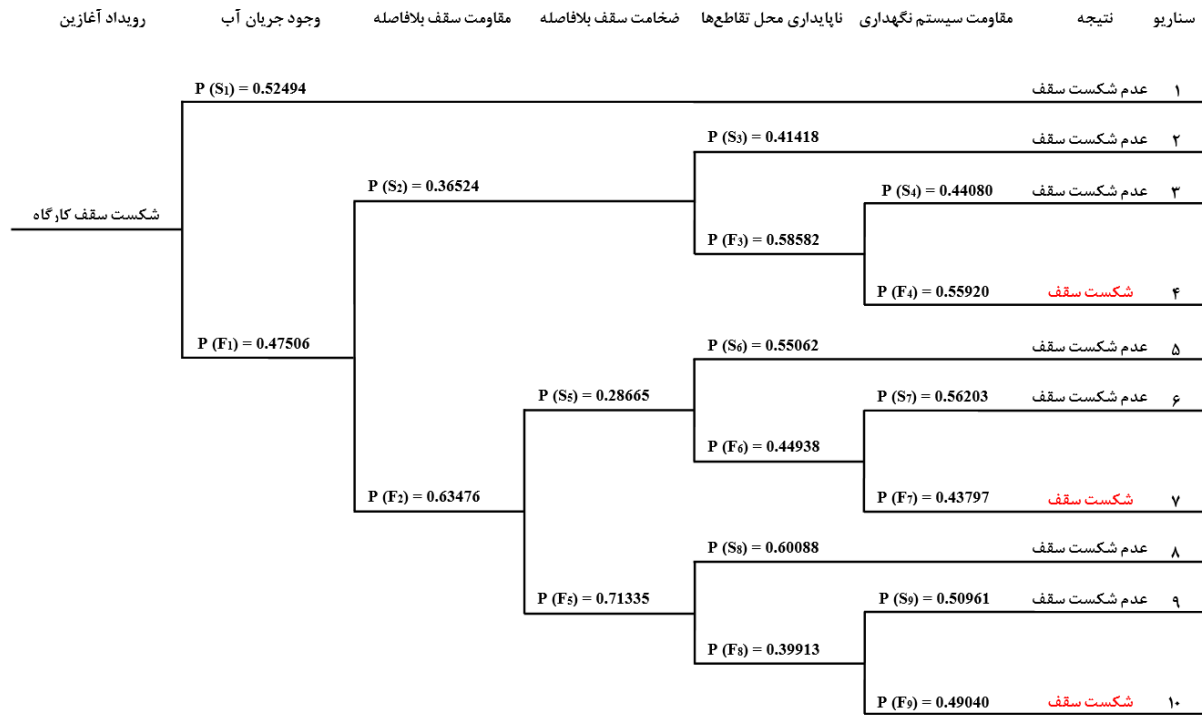 رویداد آغازین	وجود جریان آب	مقاومت سقف بلافاصله	ضخامت سقف بلافاصله	ناپایداری محل تقاطع‌ها	مقاومت سیستم نگهداری	نتیجه	سناریو
P (S₁) = 0.52494	عدم شکست سقف	۱
P (S₃) = 0.41418	عدم شکست سقف	۲
P (S₂) = 0.36524	P (S₄) = 0.44080	عدم شکست سقف	۳
شکست سقف کارگاه
P (F₃) = 0.58582
P (F₄) = 0.55920	شکست سقف	۴
P (F₁) = 0.47506	P (S₆) = 0.55062	عدم شکست سقف	۵
P (S₅) = 0.28665	P (S₇) = 0.56203	عدم شکست سقف	۶
P (F₆) = 0.44938
P (F₂) = 0.63476	P (F₇) = 0.43797	شکست سقف	۷
P (S₈) = 0.60088	عدم شکست سقف	۸
P (F₅) = 0.71335	P (S₉) = 0.50961	عدم شکست سقف	۹
P (F₈) = 0.39913
P (F₉) = 0.49040	شکست سقف	۱۰